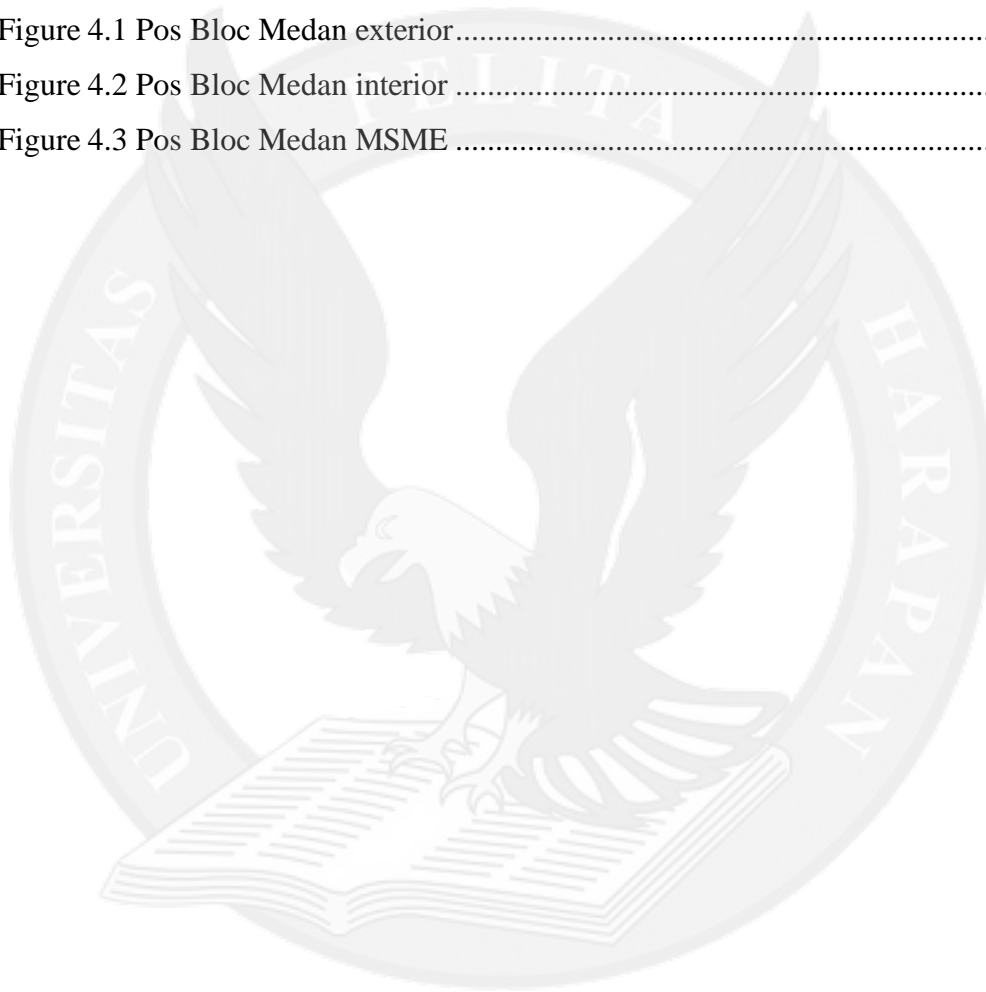 Figure 4.1 Pos Bloc Medan exterior..................................................................
Figure 4.2 Pos Bloc Medan interior ..................................................................
Figure 4.3 Pos Bloc Medan MSME ..................................................................
UNIVERSITAS PELITA HARAPAN